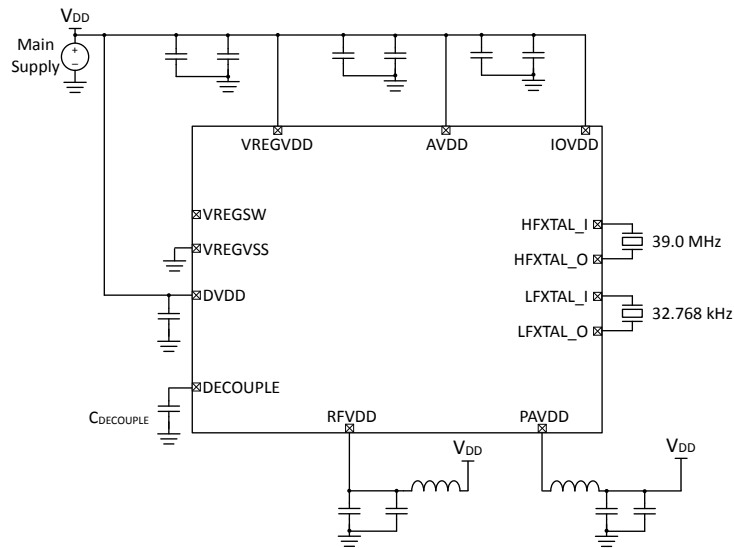 VDD
Main
Supply
+
–
VREGVDD
AVDD
IOVDD
VREGSW
HFXTAL_I
39.0 MHz
VREGVSS
HFXTAL_O
DVDD
LFXTAL_I
32.768 kHz
LFXTAL_O
DECOUPLE
CDECOUPLE
RFVDD
PAVDD
VDD
VDD